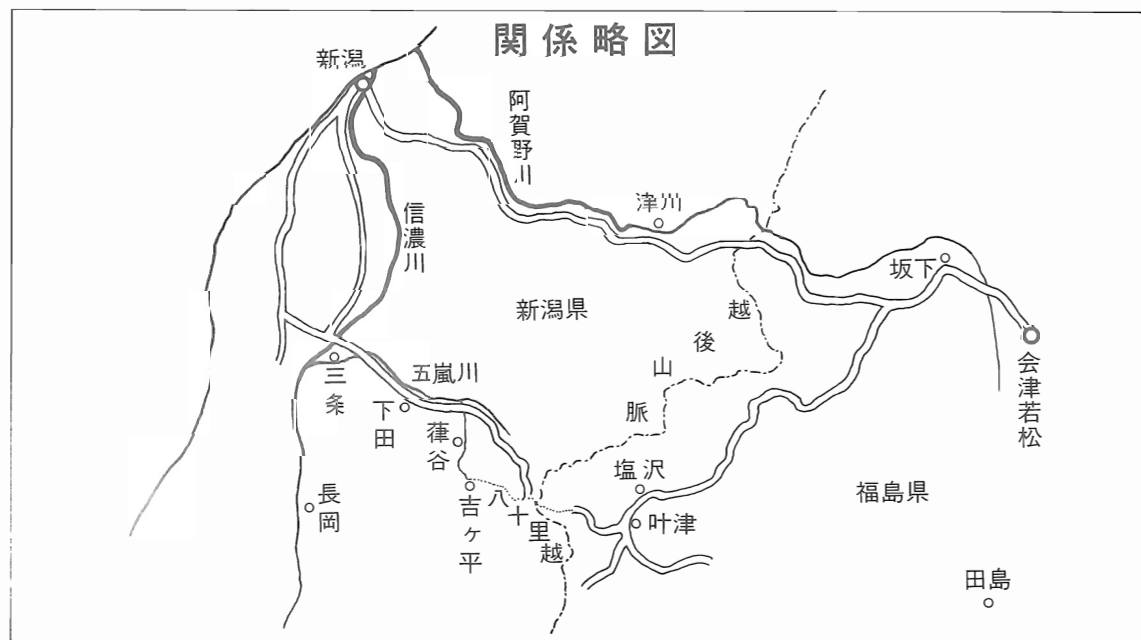 関係略図
新潟
阿賀野川
津川
信濃川
坂下
新潟県
越後山脈
会津若松
五嵐川
三条
下田
葎谷
塩沢
福島県
長岡
吉ヶ平
八十里越
叶津
田島